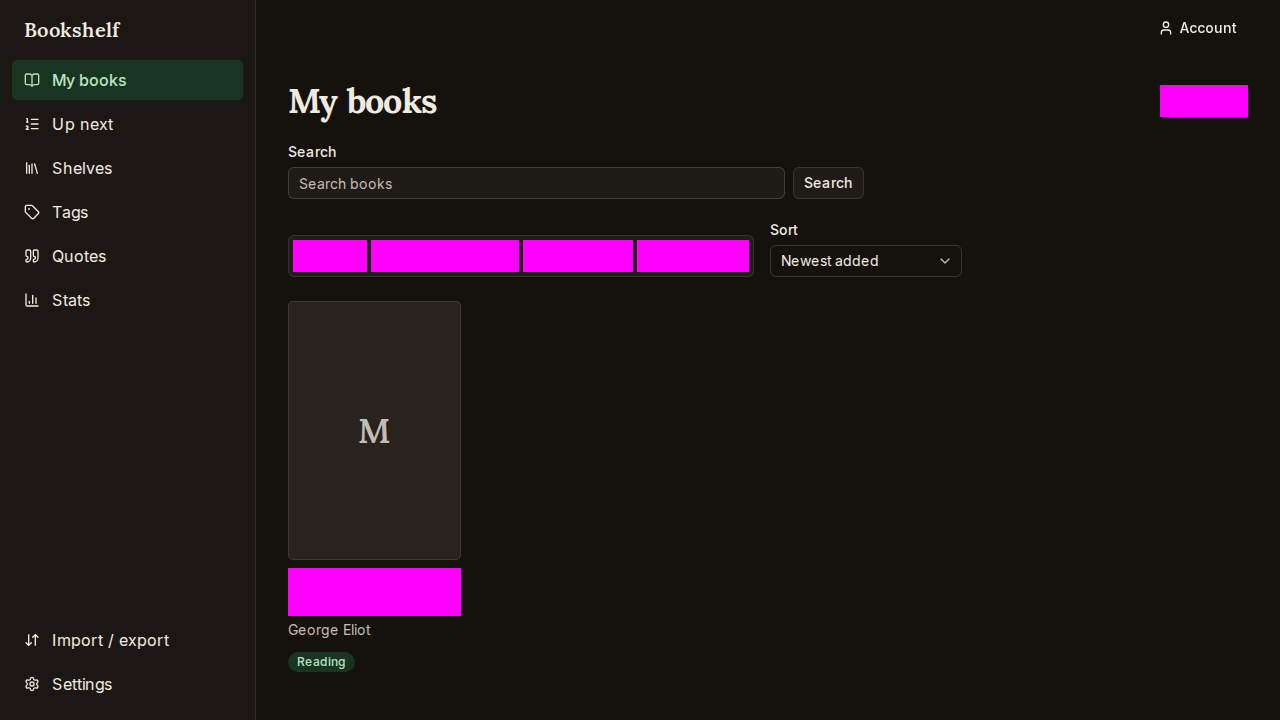 Bookshelf
Account
My books
Up next
Shelves
Tags
Quotes
Stats
Import / export
Settings
My books
Search
Search books
Search
Sort
Newest added
M
George Eliot
Reading